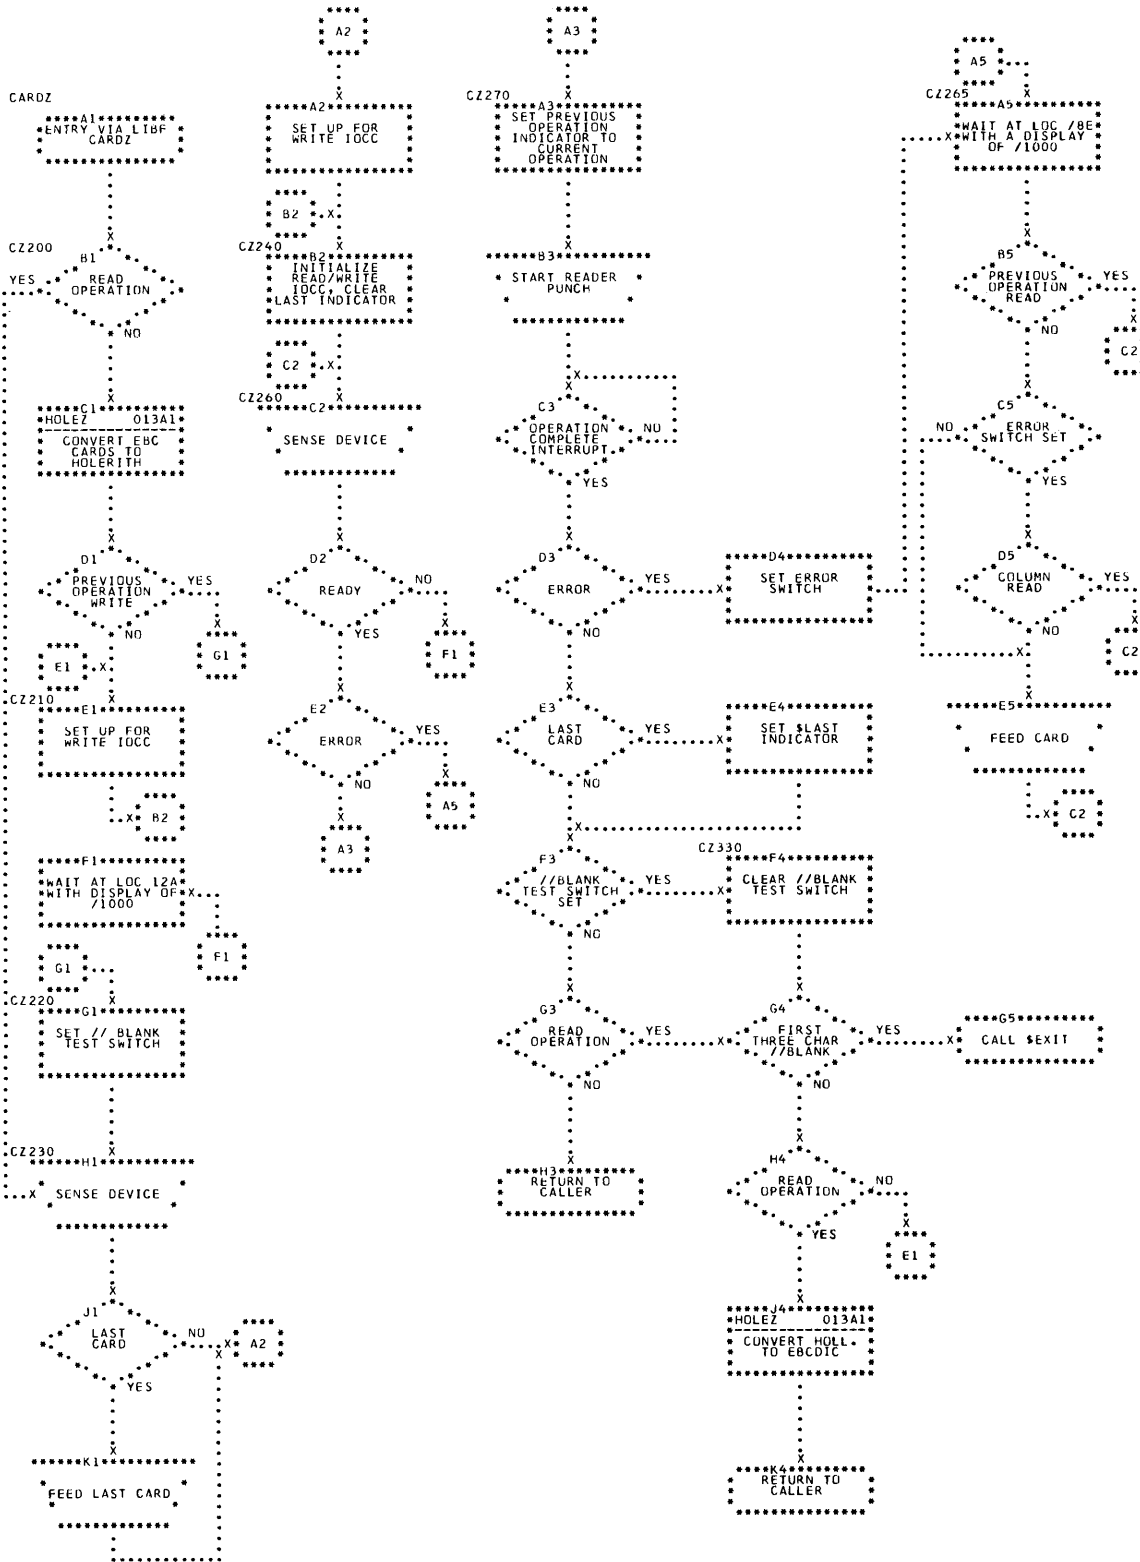 A2
A3
A5
CARDZ
CZ270
CZ265
A1
ENTRY VIA LIBF
CARDZ
A2
SET UP FOR
WRITE IOCC
A3
SET PREVIOUS
OPERATION
INDICATOR TO
CURRENT
OPERATION
A5
WAIT AT LOC /8E
WITH A DISPLAY
OF /1000
B2
CZ200
CZ240
B1
READ
OPERATION
YES
NO
B2
INITIALIZE
READ/WRITE
IOCC, CLEAR
LAST INDICATOR
B3
START READER
PUNCH
B5
PREVIOUS
OPERATION
READ
YES
NO
C2
C2
CZ260
C1
HOLEZ 013A1
CONVERT EBC
CARDS TO
HOLERITH
C2
SENSE DEVICE
C3
OPERATION
COMPLETE
INTERRUPT
NO
YES
C5
ERROR
SWITCH SET
NO
YES
D1
PREVIOUS
OPERATION
WRITE
YES
NO
G1
D2
READY
NO
YES
F1
D3
ERROR
YES
NO
D4
SET ERROR
SWITCH
D5
COLUMN
READ
YES
NO
C2
E1
CZ210
E1
SET UP FOR
WRITE IOCC
B2
E2
ERROR
YES
NO
A5
A3
E3
LAST
CARD
YES
NO
E4
SET $LAST
INDICATOR
E5
FEED CARD
C2
F1
WAIT AT LOC 12A
WITH DISPLAY OF
/1000
F1
F3
//BLANK
TEST SWITCH
SET
YES
NO
CZ330
F4
CLEAR //BLANK
TEST SWITCH
G1
CZ220
G1
SET // BLANK
TEST SWITCH
G3
READ
OPERATION
YES
NO
G4
FIRST
THREE CHAR
//BLANK
YES
NO
G5
CALL $EXIT
CZ230
H1
SENSE DEVICE
H3
RETURN TO
CALLER
H4
READ
OPERATION
NO
YES
E1
J1
LAST
CARD
NO
YES
A2
J4
HOLEZ 013A1
CONVERT HOLL.
TO EBCDIC
K1
FEED LAST CARD
K4
RETURN TO
CALLER